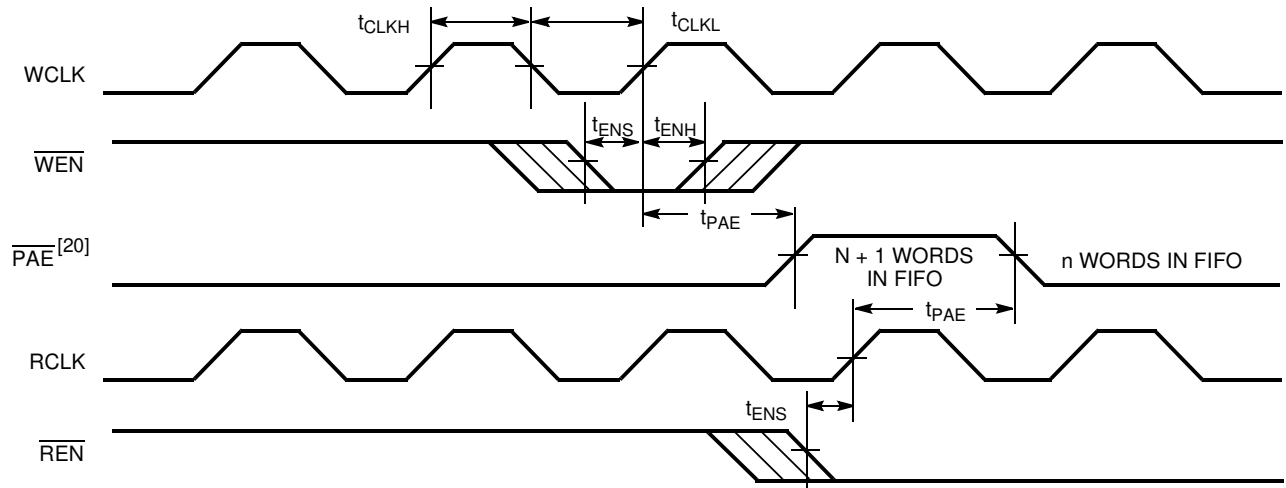 tCLKH
tCLKL
WCLK
tENS
tENH
WEN
tPAE
PAE[20]
N + 1 WORDS
IN FIFO
n WORDS IN FIFO
tPAE
RCLK
tENS
REN